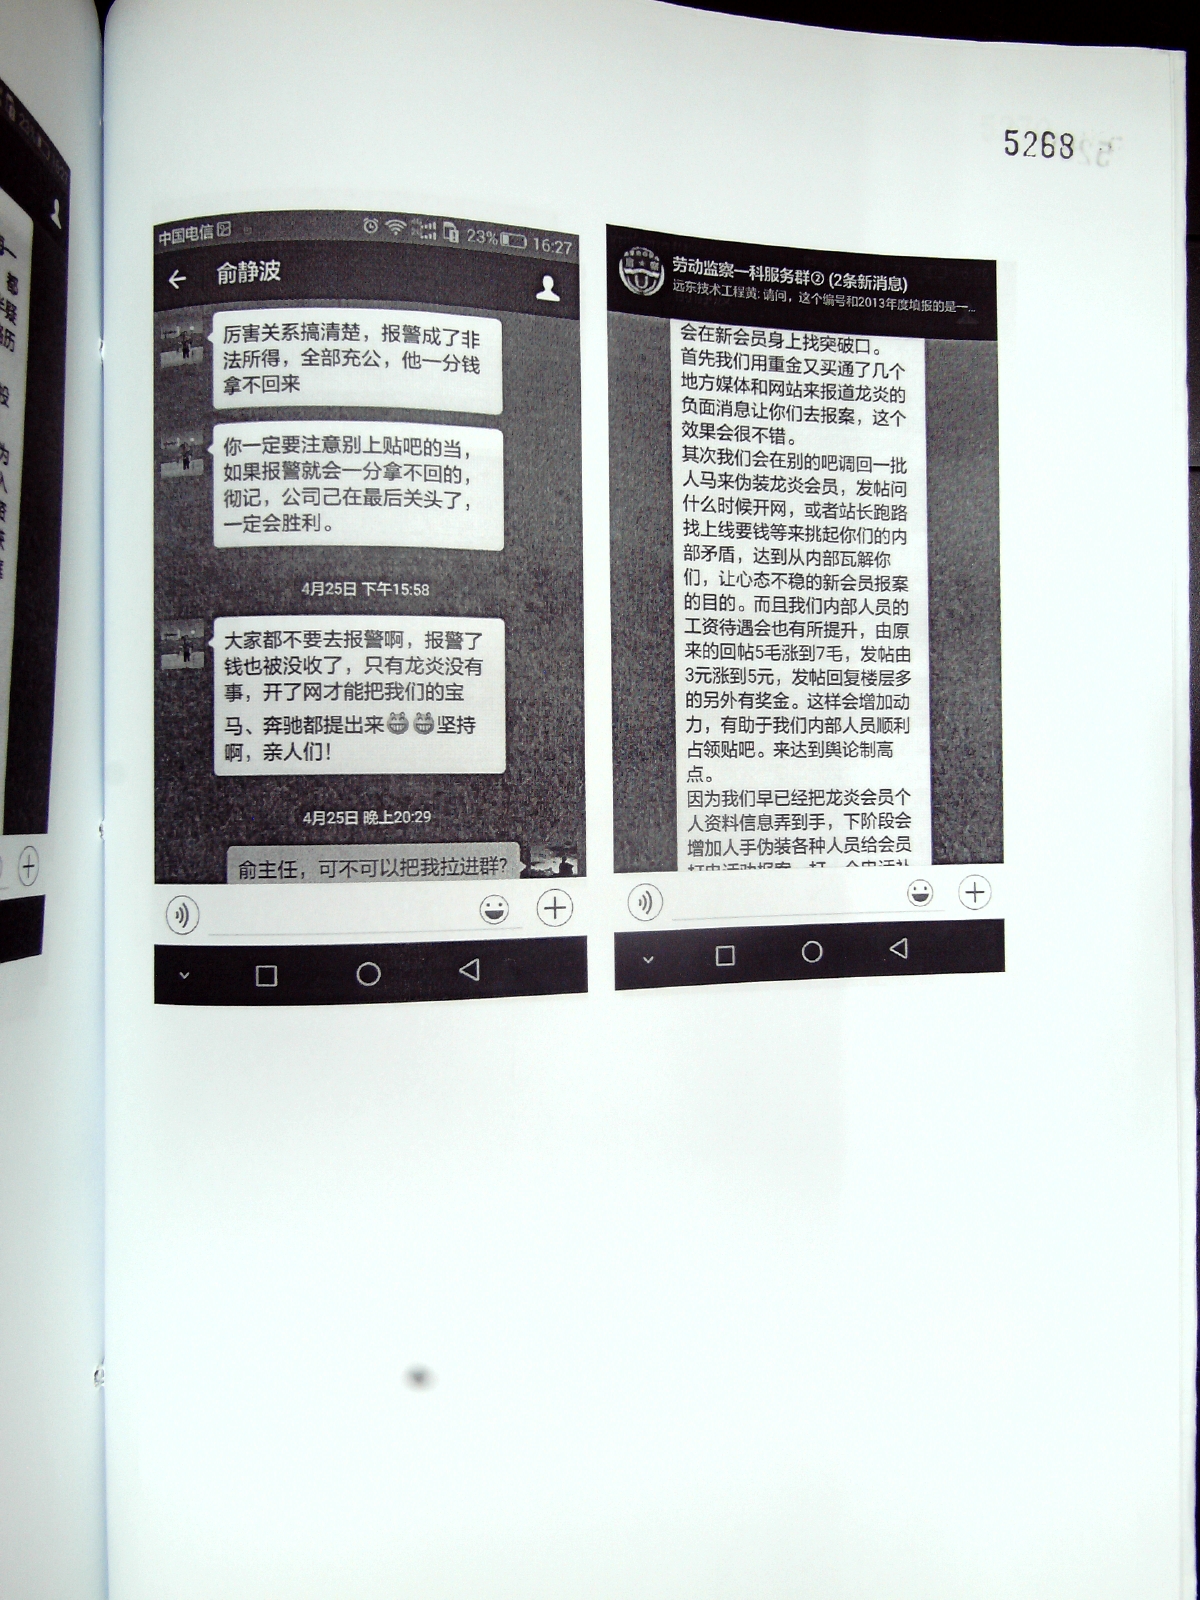 5268
中国电信 23% 16:27
俞静波
厉害关系搞清楚，报警成了非
法所得，全部充公，他一分钱
拿不回来
你一定要注意别上贴吧的当，
如果报警就会一分拿不回的，
彻记，公司己在最后关头了，
一定会胜利。
4月25日 下午15:58
大家都不要去报警啊，报警了
钱也被没收了，只有龙炎没有
事，开了网才能把我们的宝
马、奔驰都提出来😁😁坚持
啊，亲人们！
4月25日 晚上20:29
俞主任，可不可以把我拉进群?
劳动监察一科服务群② (2条新消息)
远东技术工程黄: 请问，这个编号和2013年度填报的是一...
会在新会员身上找突破口。
首先我们用重金又买通了几个
地方媒体和网站来报道龙炎的
负面消息让你们去报案，这个
效果会很不错。
其次我们会在别的吧调回一批
人马来伪装龙炎会员，发帖问
什么时候开网，或者站长跑路
找上线要钱等来挑起你们的内
部矛盾，达到从内部瓦解你
们，让心态不稳的新会员报案
的目的。而且我们内部人员的
工资待遇会也有所提升，由原
来的回帖5毛涨到7毛，发帖由
3元涨到5元，发帖回复楼层多
的另外有奖金。这样会增加动
力，有助于我们内部人员顺利
占领贴吧。来达到舆论制高
点。
因为我们早已经把龙炎会员个
人资料信息弄到手，下阶段会
增加人手伪装各种人员给会员